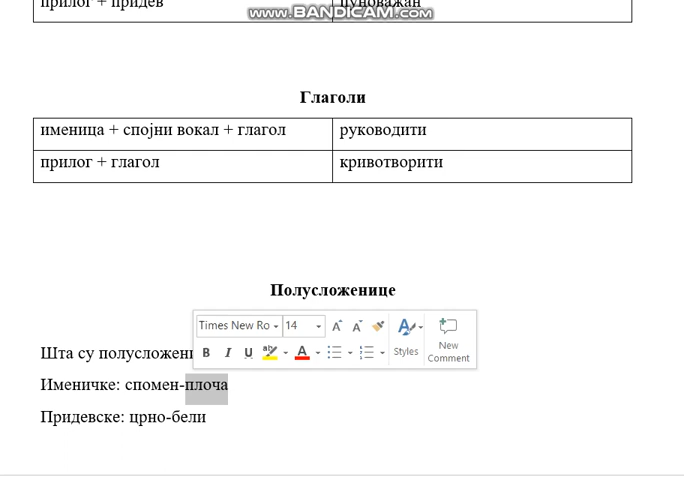 прилог + придев пуноважан
www.BANDICAM.com
Глаголи
именица + спојни вокал + глагол руководити
прилог + глагол кривотворити
Полусложенице
Times New Ro 14
Styles
New Comment
Шта су полусложени
Именичке: спомен-плоча
Придевске: црно-бели